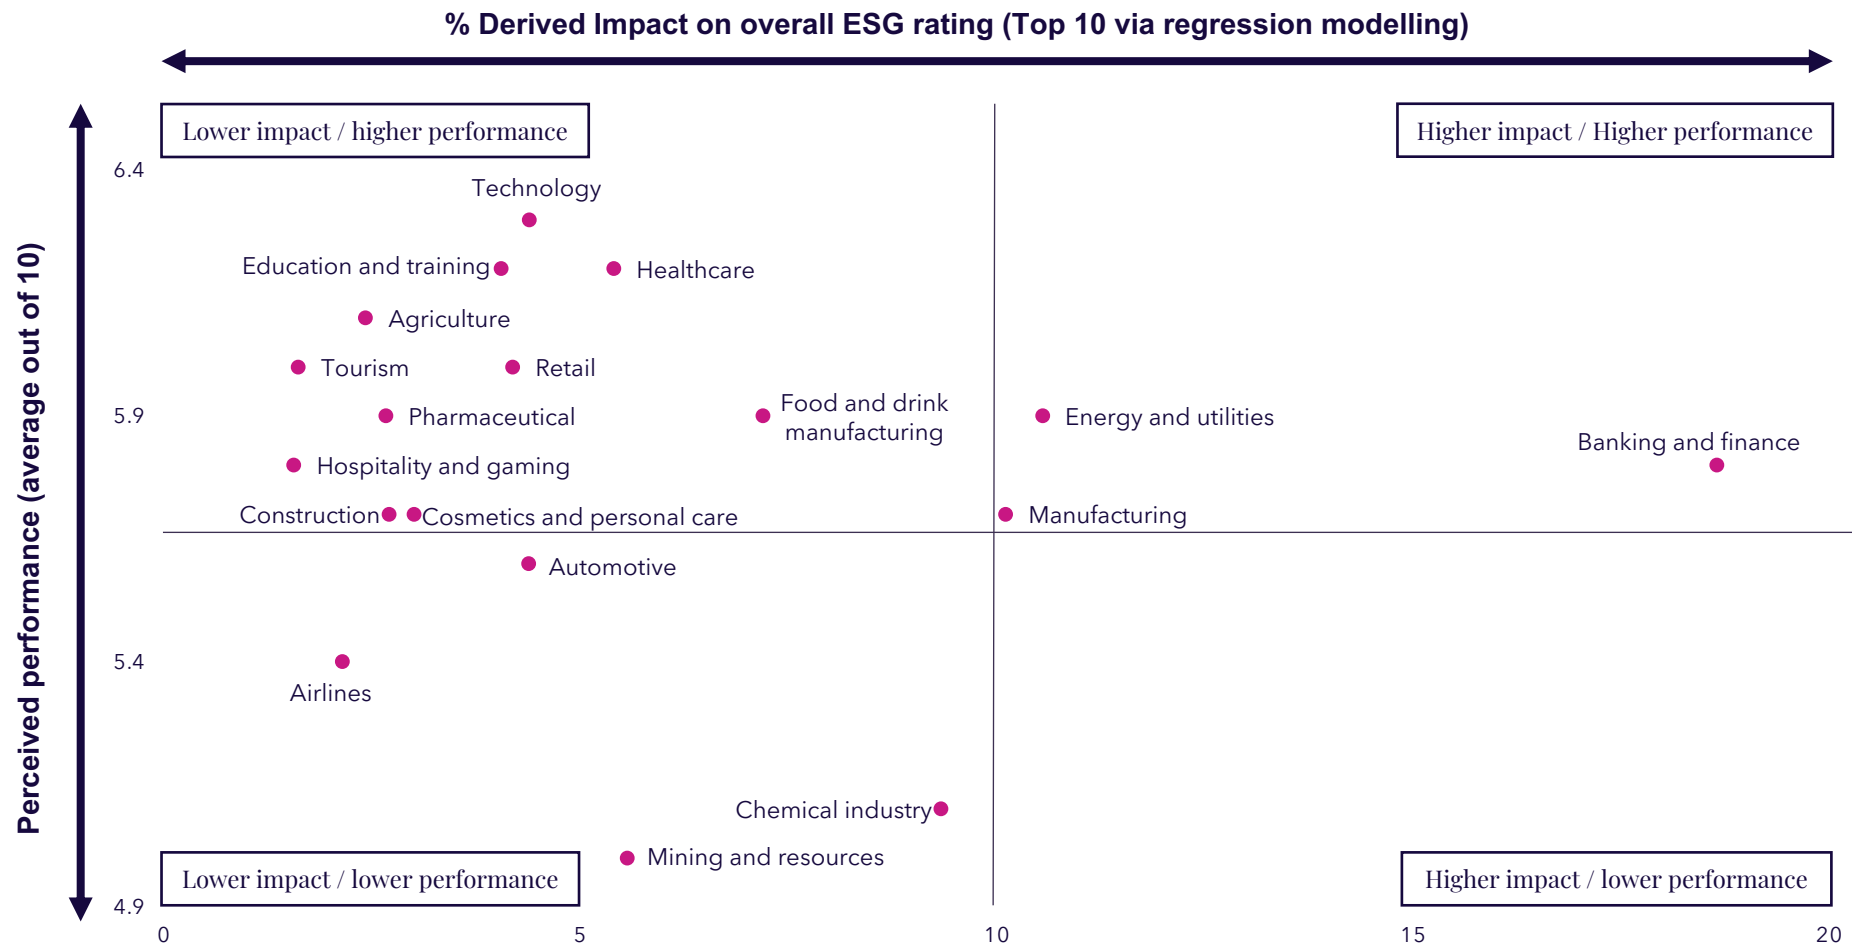 % Derived Impact on overall ESG rating (Top 10 via regression modelling)
Perceived performance (average out of 10)
Lower impact / higher performance
Higher impact / Higher performance
6.4
Technology
Education and training
Healthcare
Agriculture
Tourism
Retail
5.9
Pharmaceutical
Food and drink
manufacturing
Energy and utilities
Banking and finance
Hospitality and gaming
Construction
Cosmetics and personal care
Manufacturing
Automotive
5.4
Airlines
Chemical industry
Mining and resources
Lower impact / lower performance
Higher impact / lower performance
4.9
0
5
10
15
20